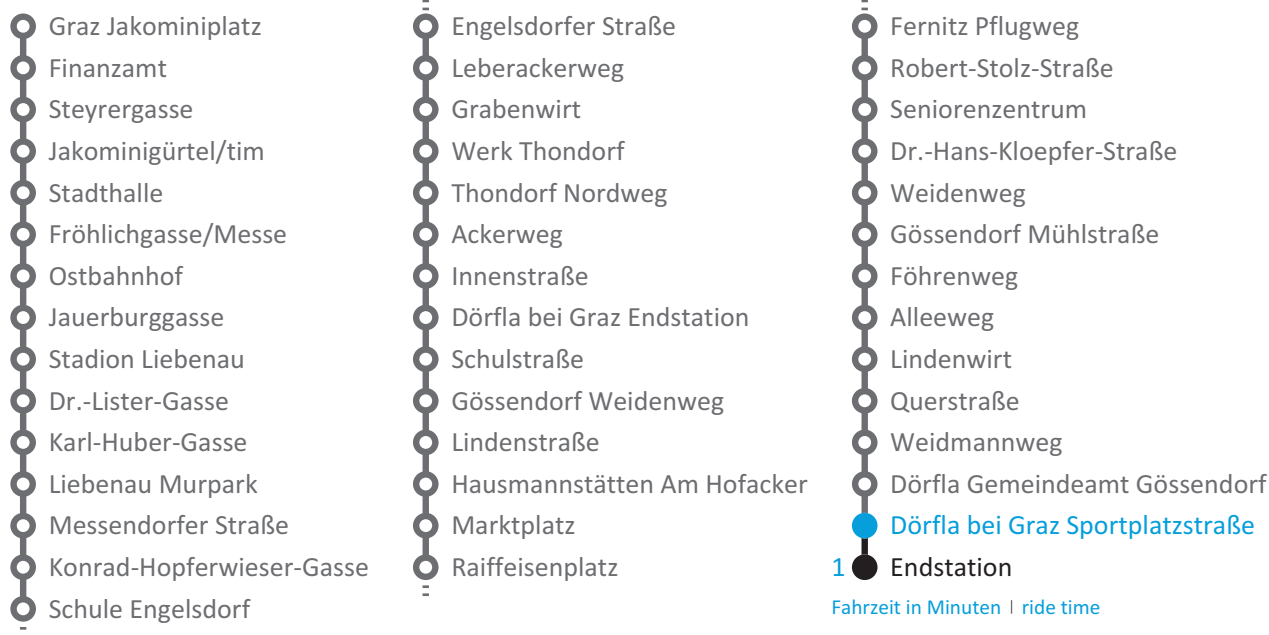 Graz Jakominiplatz
Finanzamt
Steyrergasse
Jakominigürtel/tim
Stadthalle
Fröhlichgasse/Messe
Ostbahnhof
Jauerburggasse
Stadion Liebenau
Dr.-Lister-Gasse
Karl-Huber-Gasse
Liebenau Murpark
Messendorfer Straße
Konrad-Hopferwieser-Gasse
Schule Engelsdorf
Engelsdorfer Straße
Leberackerweg
Grabenwirt
Werk Thondorf
Thondorf Nordweg
Ackerweg
Innenstraße
Dörfla bei Graz Endstation
Schulstraße
Gössendorf Weidenweg
Lindenstraße
Hausmannstätten Am Hofacker
Marktplatz
Raiffeisenplatz
Fernitz Pflugweg
Robert-Stolz-Straße
Seniorenzentrum
Dr.-Hans-Kloepfer-Straße
Weidenweg
Gössendorf Mühlstraße
Föhrenweg
Alleeweg
Lindenwirt
Querstraße
Weidmannweg
Dörfla Gemeindeamt Gössendorf
Dörfla bei Graz Sportplatzstraße
1 Endstation
Fahrzeit in Minuten | ride time